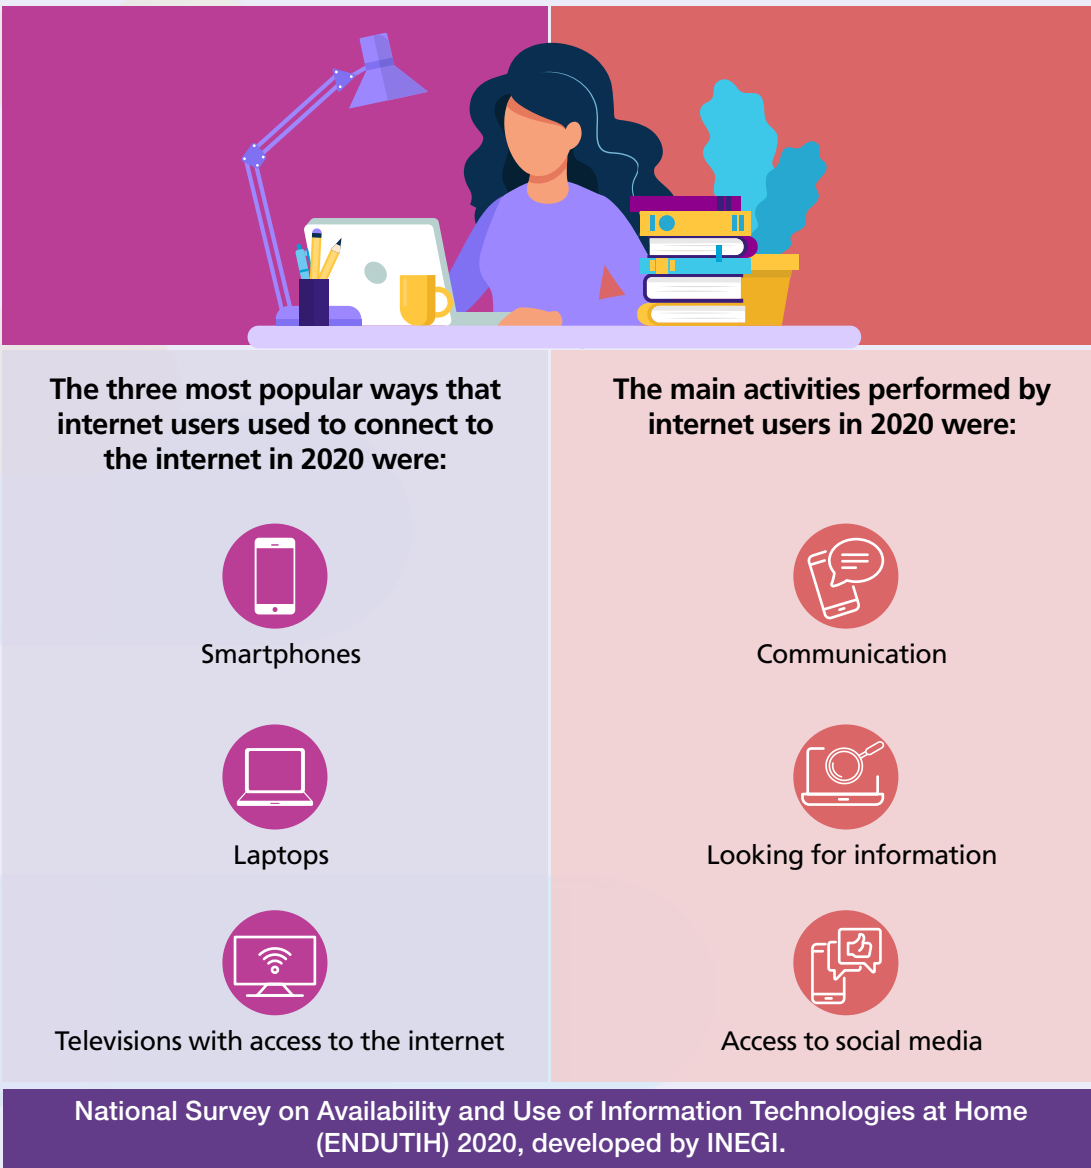 The three most popular ways that
internet users used to connect to
the internet in 2020 were:
Smartphones
Laptops
Televisions with access to the internet
The main activities performed by
internet users in 2020 were:
Communication
Looking for information
Access to social media
National Survey on Availability and Use of Information Technologies at Home
(ENDUTIH) 2020, developed by INEGI.